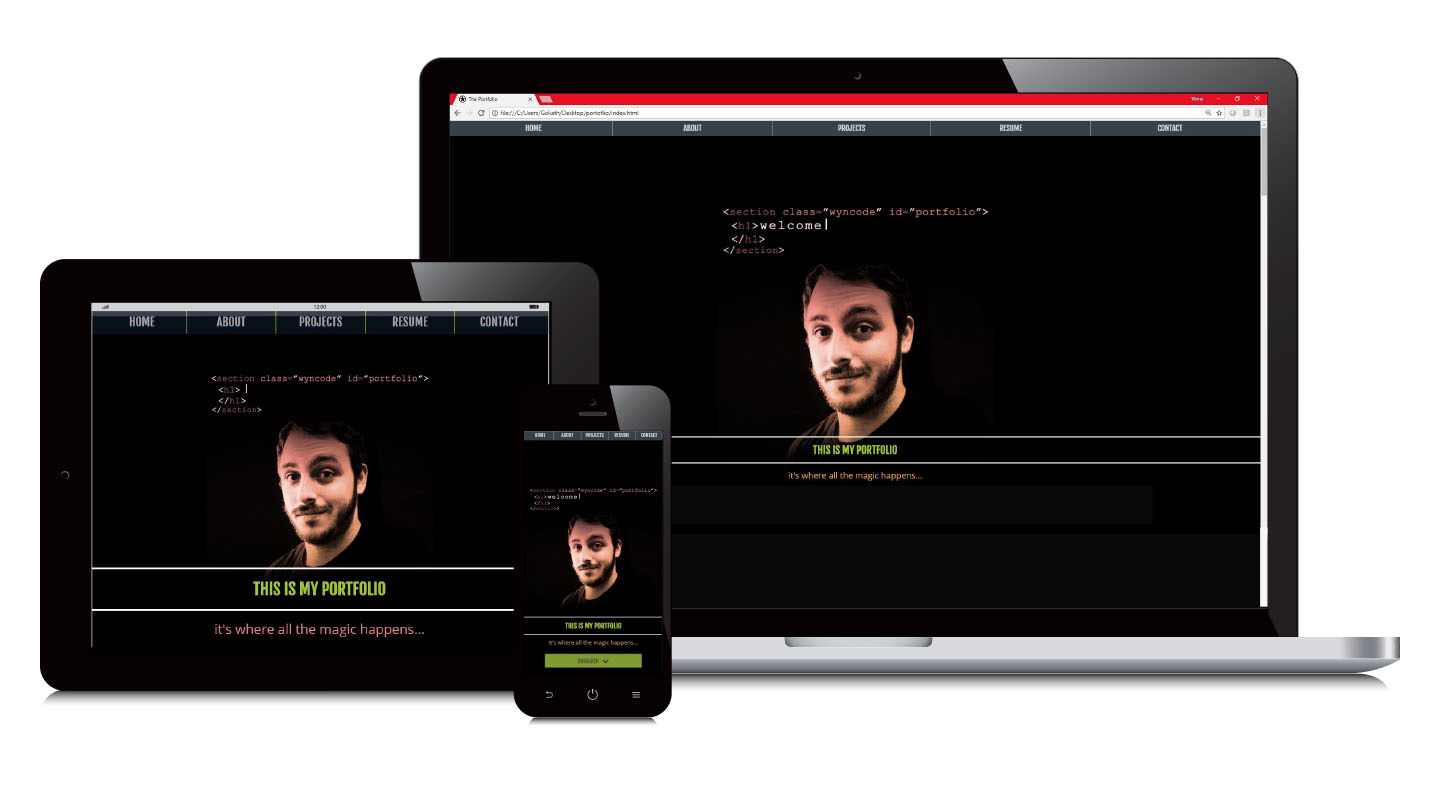 The Portfolio
file:///C:/Users/Goliath/Desktop/portoflio/index.html
HOME ABOUT PROJECTS RESUME CONTACT
<section class="wyncode" id="portfolio">
<h1>welcome|
</h1>
</section>
THIS IS MY PORTFOLIO
it's where all the magic happens...
12:00
HOME ABOUT PROJECTS RESUME CONTACT
<section class="wyncode" id="portfolio">
<h1> |
</h1>
</section>
THIS IS MY PORTFOLIO
it's where all the magic happens...
HOME ABOUT PROJECTS RESUME CONTACT
<section class="wyncode" id="portfolio">
<h1>welcome|
</h1>
</section>
THIS IS MY PORTFOLIO
it's where all the magic happens...